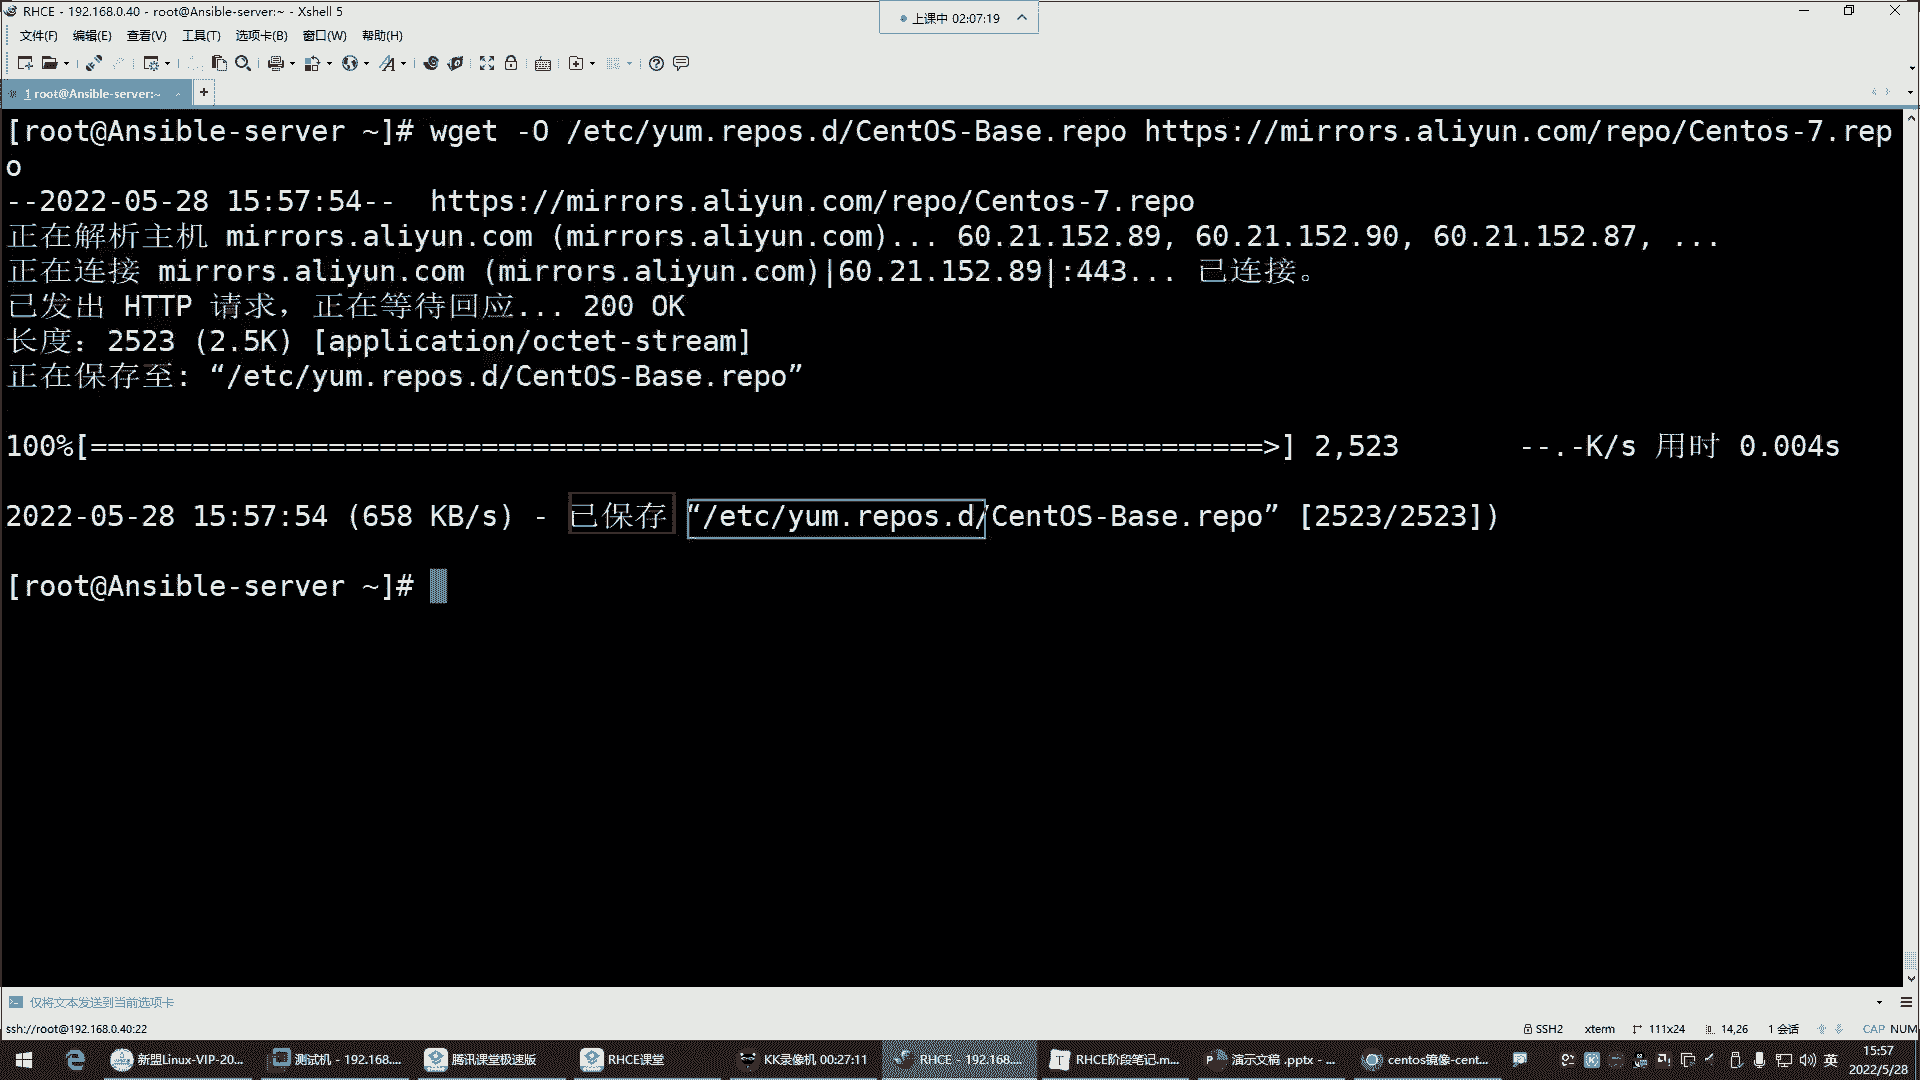 RHCE - 192.168.0.40 - root@Ansible-server:~ - Xshell 5
上课中 02:07:19
文件(F) 编辑(E) 查看(V) 工具(T) 选项卡(B) 窗口(W) 帮助(H)
1 root@Ansible-server:~
[root@Ansible-server ~]# wget -O /etc/yum.repos.d/CentOS-Base.repo https://mirrors.aliyun.com/repo/Centos-7.rep
o
--2022-05-28 15:57:54-- https://mirrors.aliyun.com/repo/Centos-7.repo
正在解析主机 mirrors.aliyun.com (mirrors.aliyun.com)... 60.21.152.89, 60.21.152.90, 60.21.152.87, ...
正在连接 mirrors.aliyun.com (mirrors.aliyun.com)|60.21.152.89|:443... 已连接。
已发出 HTTP 请求，正在等待回应... 200 OK
长度：2523 (2.5K) [application/octet-stream]
正在保存至: “/etc/yum.repos.d/CentOS-Base.repo”
100%[=====================================================================>] 2,523 --.-K/s 用时 0.004s
2022-05-28 15:57:54 (658 KB/s) - 已保存 “/etc/yum.repos.d/CentOS-Base.repo” [2523/2523])
[root@Ansible-server ~]#
仅将文本发送到当前选项卡
ssh://root@192.168.0.40:22 SSH2 xterm 111x24 14,26 1 会话 CAP NUM
新盟Linux-VIP-20... 测试机 - 192.168.... 腾讯课堂极速版 RHCE课堂 KK录像机 00:27:11 RHCE - 192.168.... RHCE阶段笔记.m... 演示文稿 .pptx - ... centos镜像-cent... 英 15:57
2022/5/28